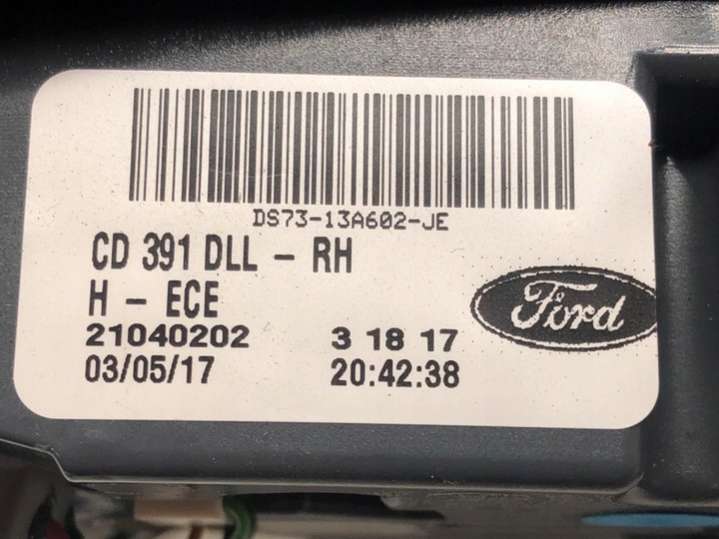 DS73-13A602-JE
CD 391 DLL - RH
H - ECE
Ford
21040202 3 18 17
03/05/17 20:42:38